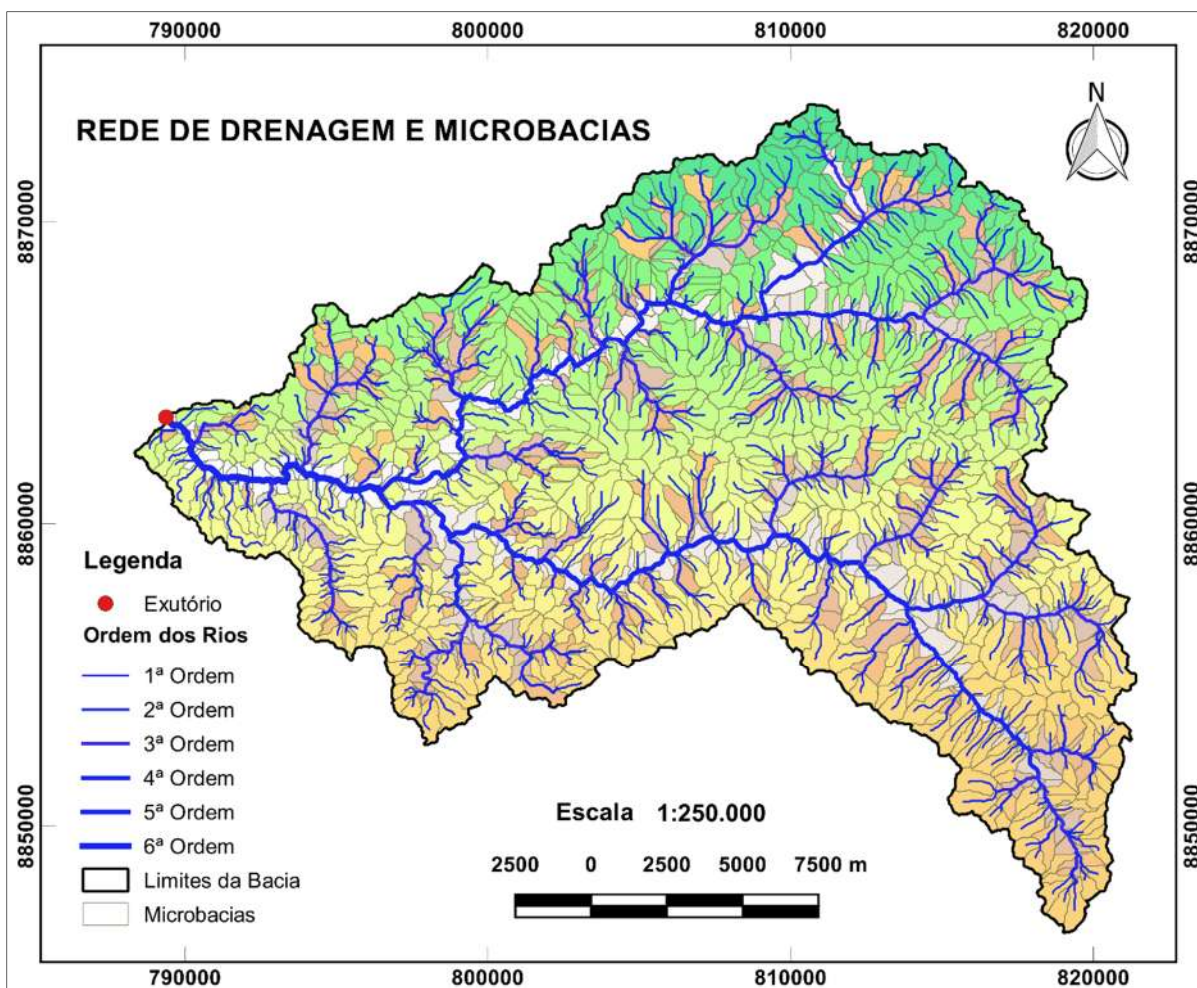 790000 800000 810000 820000
N
REDE DE DRENAGEM E MICROBACIAS
8870000 8870000
8860000 8860000
Legenda
Exutório
Ordem dos Rios
1ª Ordem
2ª Ordem
3ª Ordem
4ª Ordem
5ª Ordem
6ª Ordem
Limites da Bacia
Microbacias
Escala 1:250.000
2500 0 2500 5000 7500 m
8850000 8850000
790000 800000 810000 820000